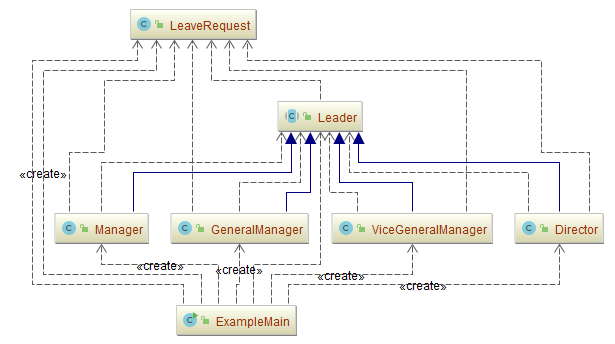 LeaveRequest
Leader
«create»
Manager
GeneralManager
ViceGeneralManager
Director
«create»
«create»
«create»
«create»
ExampleMain